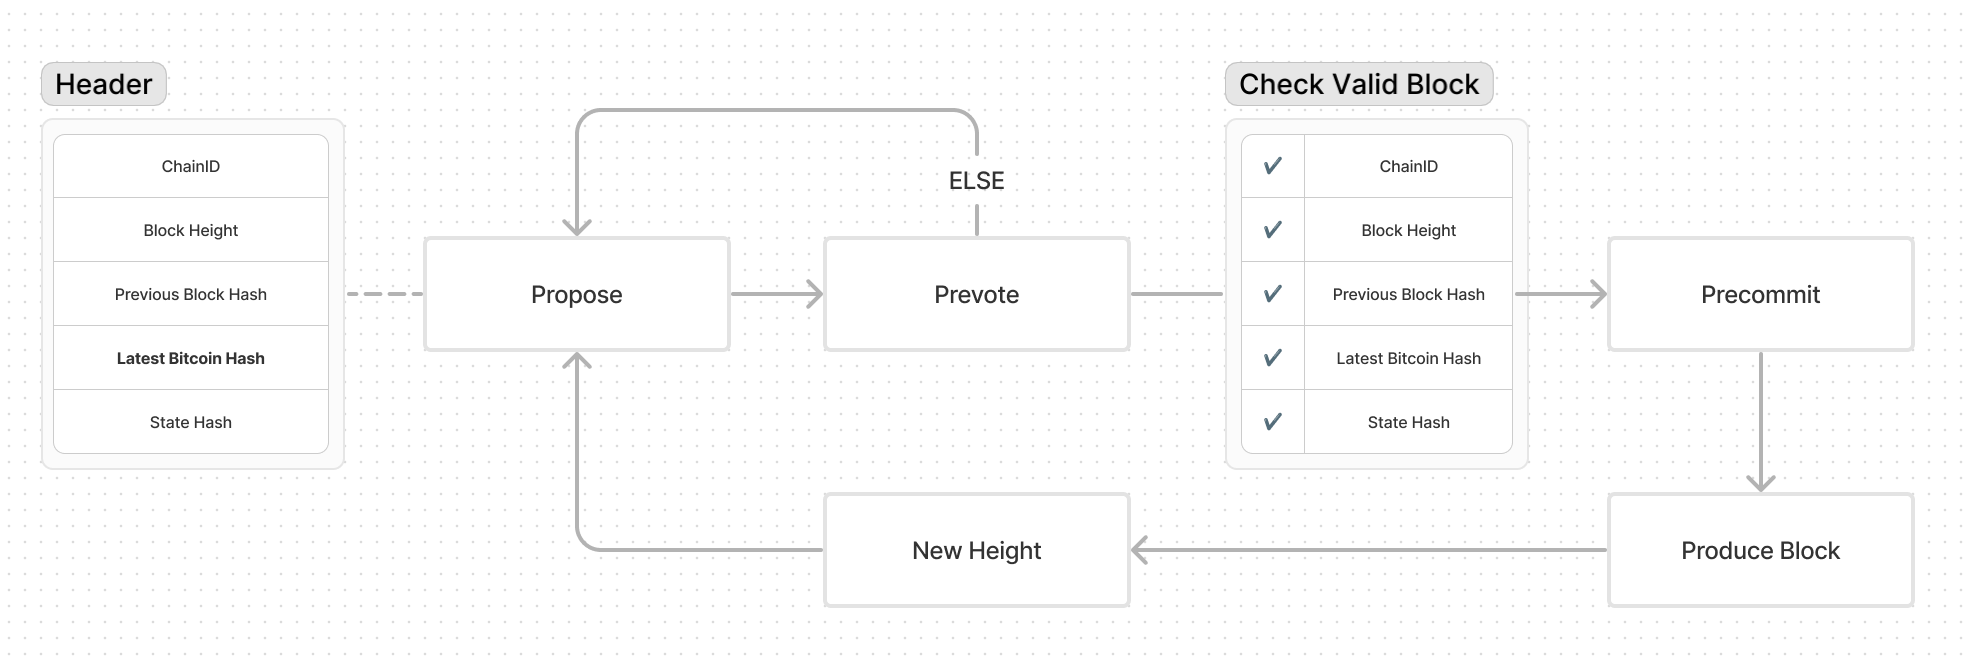 Header
ChainID
Block Height
Previous Block Hash
Latest Bitcoin Hash
State Hash
Propose
ELSE
Prevote
Check Valid Block
✔ ChainID
✔ Block Height
✔ Previous Block Hash
✔ Latest Bitcoin Hash
✔ State Hash
Precommit
New Height
Produce Block